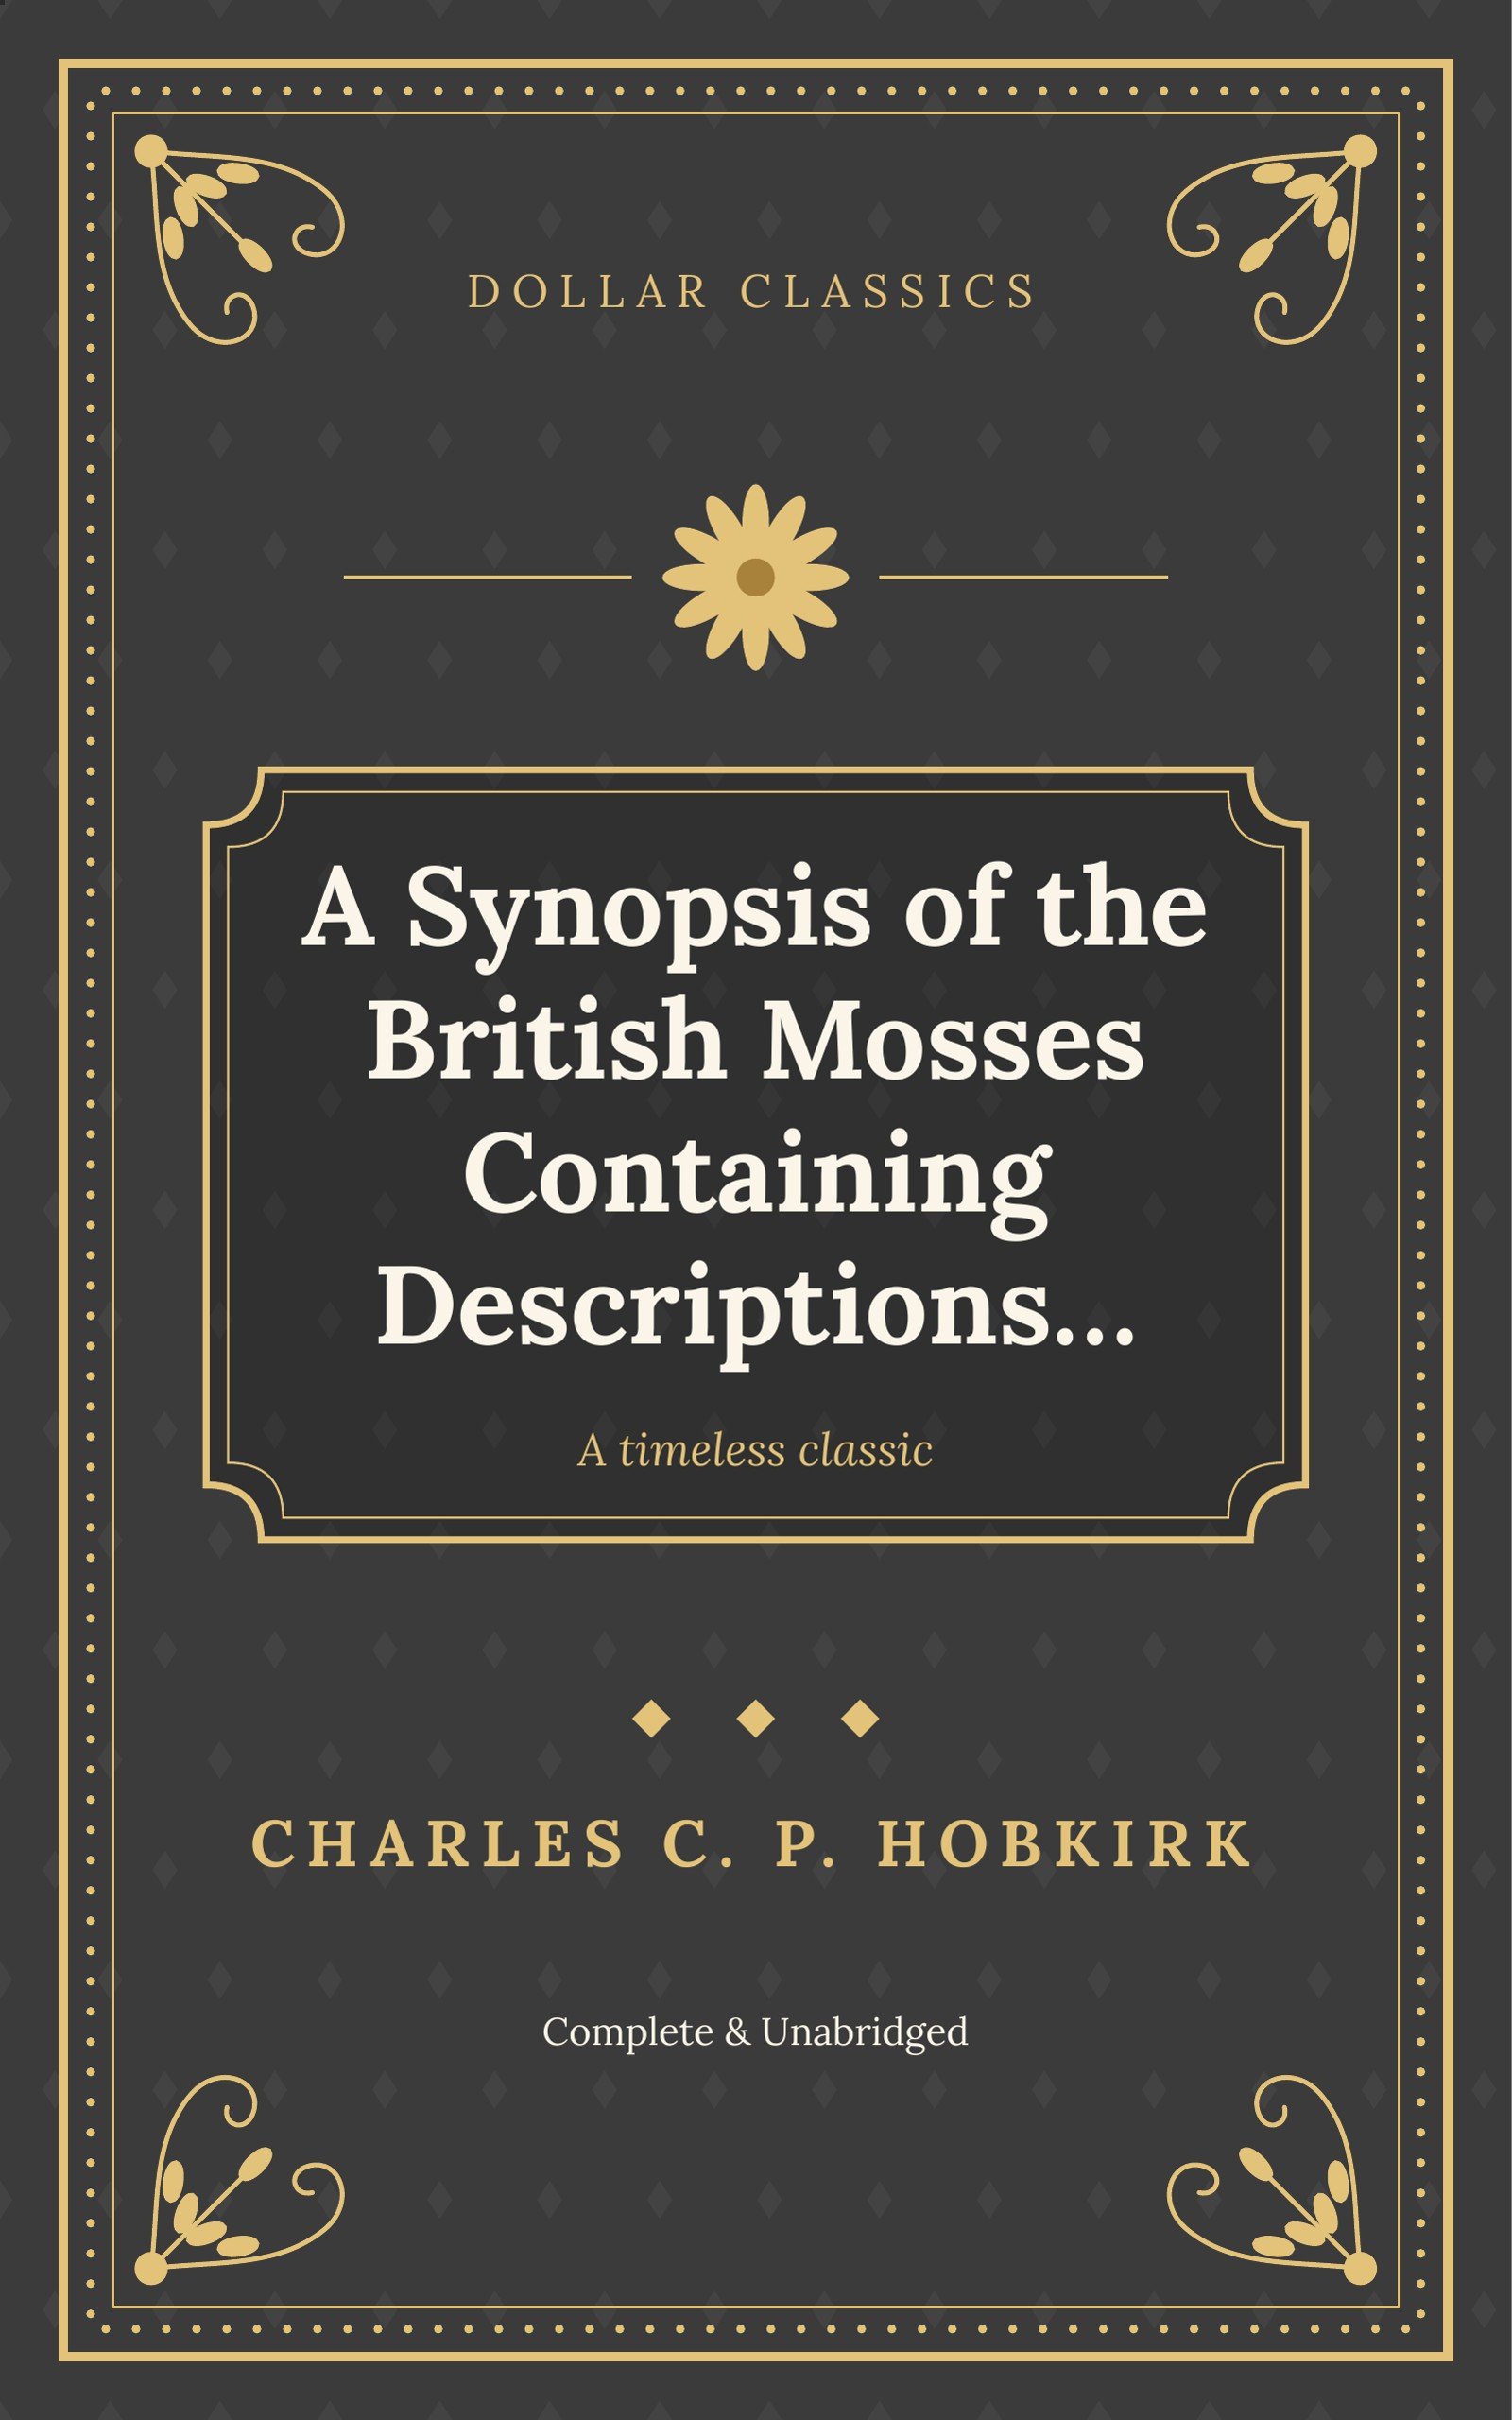 DOLLAR CLASSICS
A Synopsis of the
British Mosses
Containing
Descriptions...
A timeless classic
CHARLES C. P. HOBKIRK
Complete & Unabridged